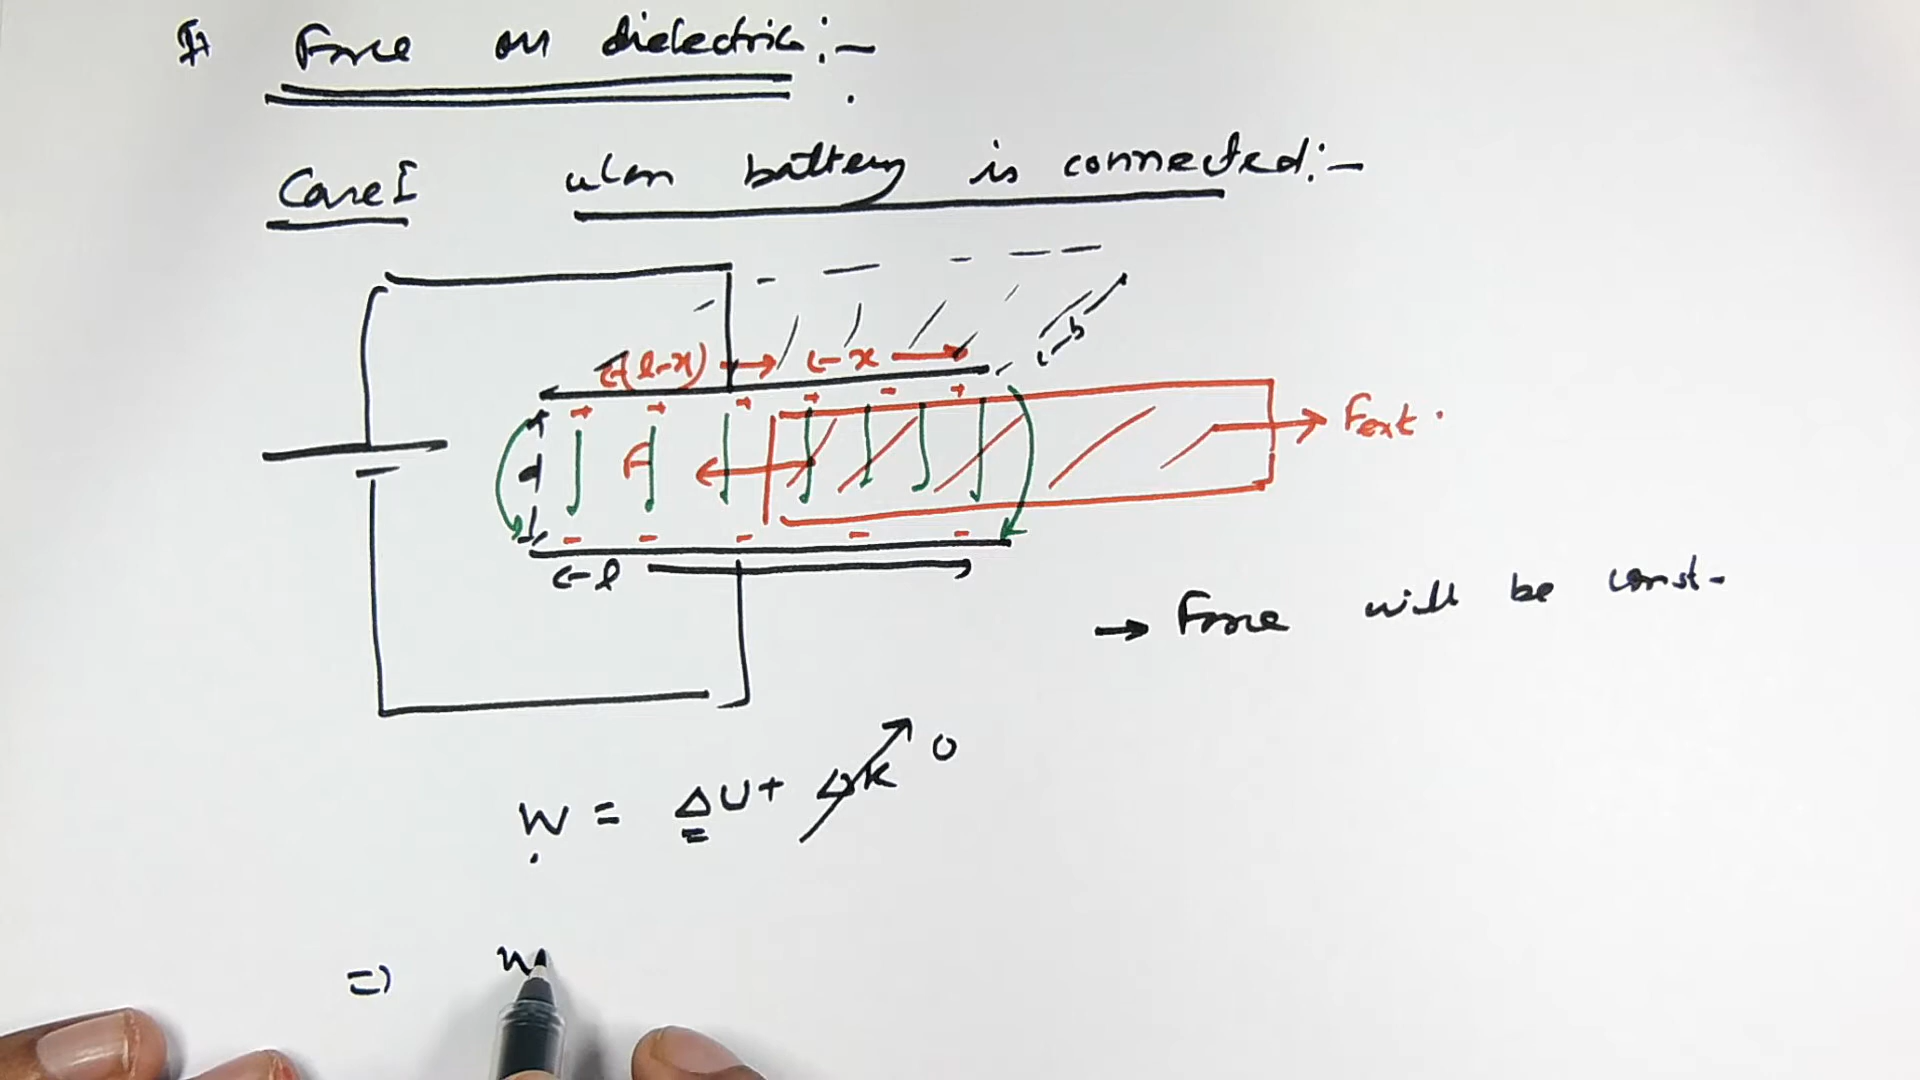 # Force on dielectric :-
Case I when battery is connected :-
b
(l-x) x
+ + + + - +
F Fext.
d
- - - - -
l
→ Force will be const-
W = ΔU + ΔK 0
=> W